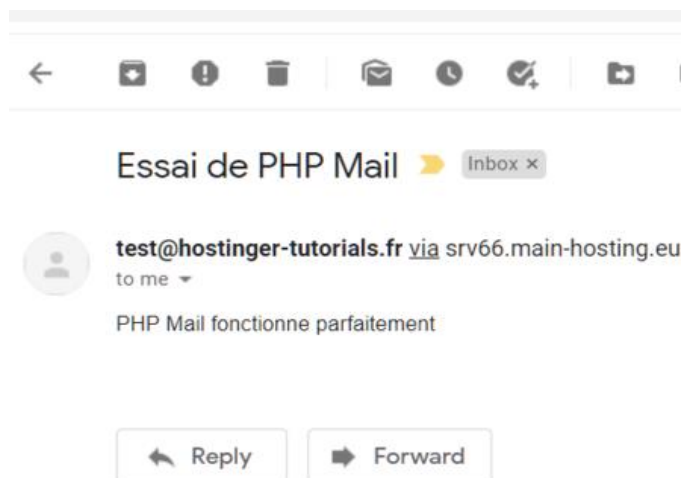 Essai de PHP Mail Inbox ×
test@hostinger-tutorials.fr via srv66.main-hosting.eu
to me
PHP Mail fonctionne parfaitement
Reply Forward